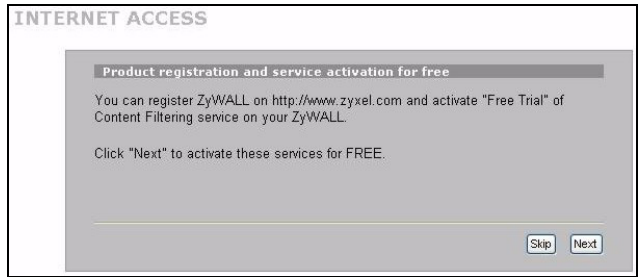 INTERNET ACCESS
Product registration and service activation for free
You can register ZyWALL on http://www.zyxel.com and activate "Free Trial" of
Content Filtering service on your ZyWALL.
Click "Next" to activate these services for FREE.
Skip Next